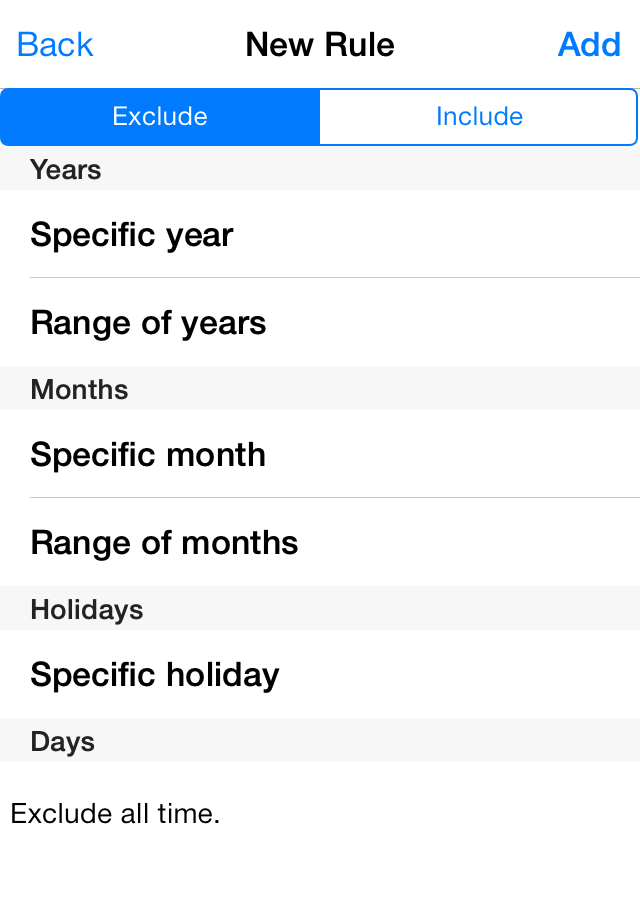 Back New Rule Add
Exclude Include
Years
Specific year
Range of years
Months
Specific month
Range of months
Holidays
Specific holiday
Days
Exclude all time.